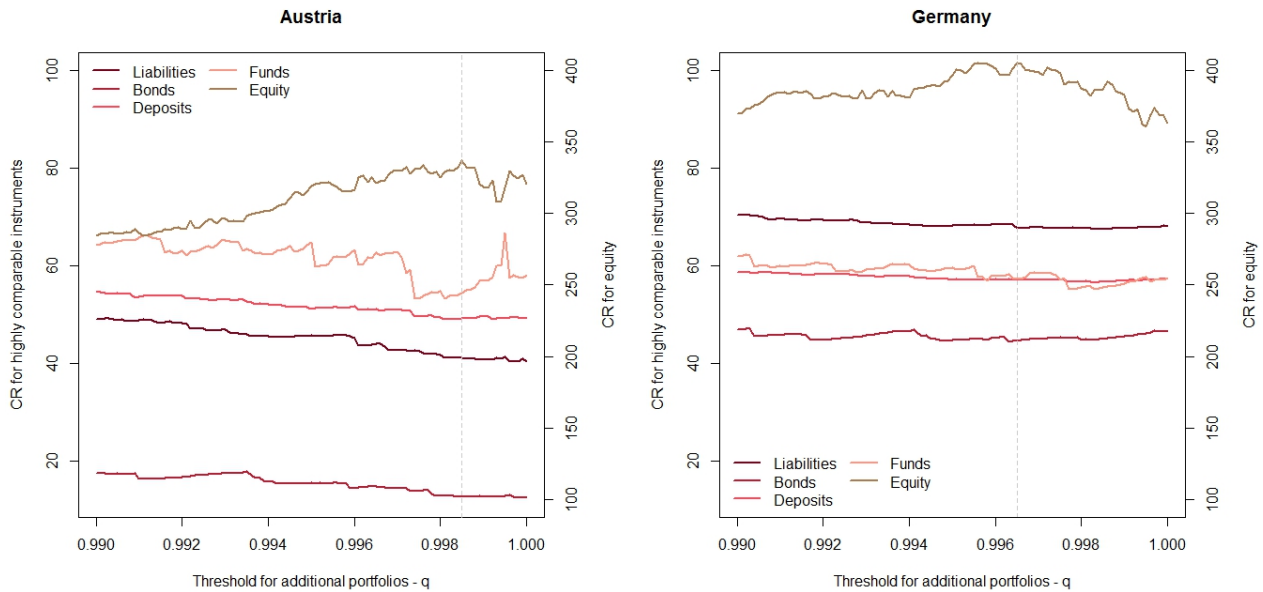 Austria
Liabilities
Bonds
Deposits
Funds
Equity
100
80
60
40
20
CR for highly comparable instruments
400
350
300
250
200
150
100
CR for equity
0.990 0.992 0.994 0.996 0.998 1.000
Threshold for additional portfolios - q
Germany
100
80
60
40
20
CR for highly comparable instruments
400
350
300
250
200
150
100
CR for equity
Liabilities
Bonds
Deposits
Funds
Equity
0.990 0.992 0.994 0.996 0.998 1.000
Threshold for additional portfolios - q